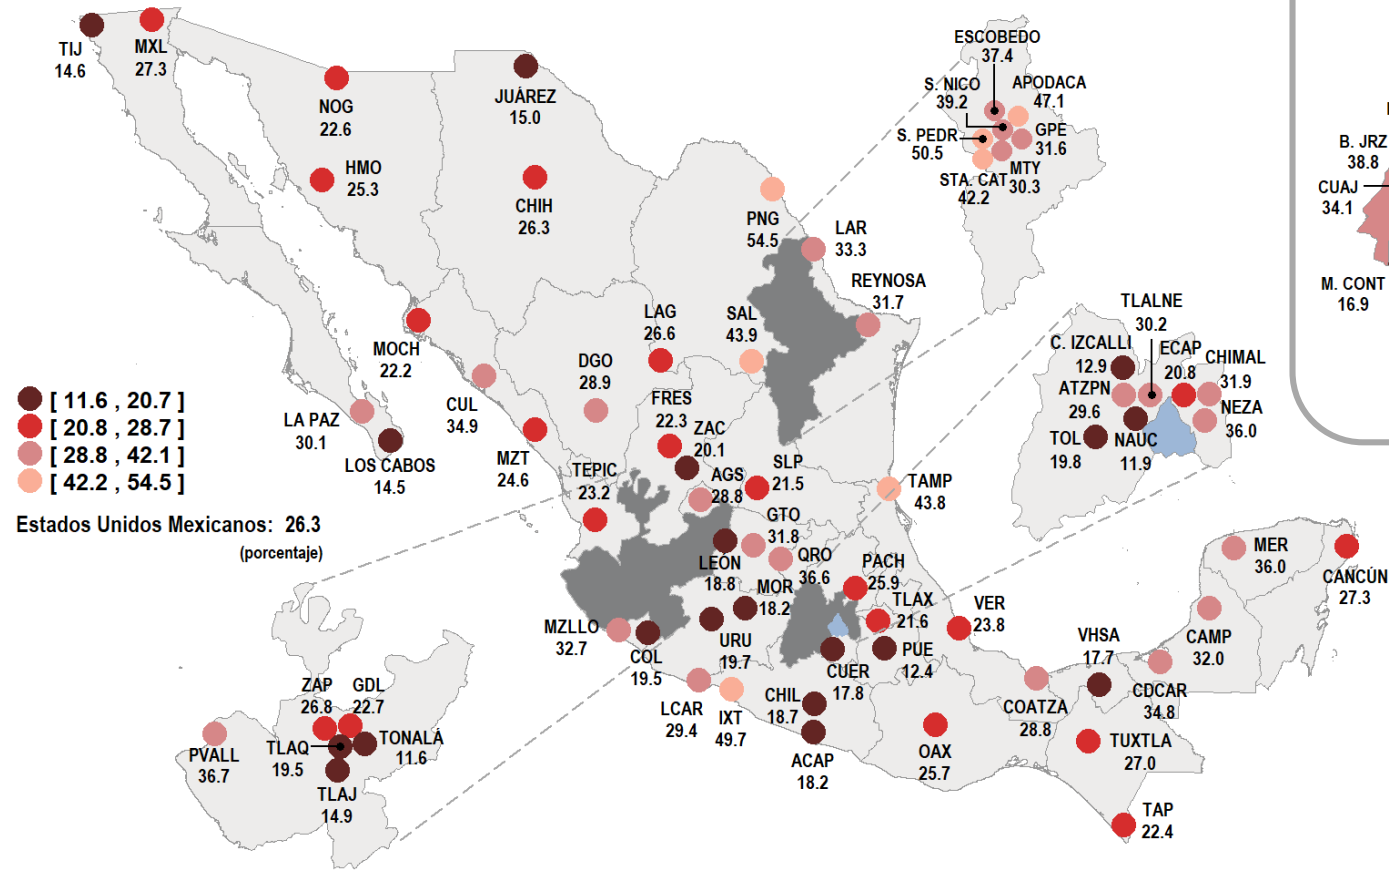 TIJ
14.6
MXL
27.3
NOG
22.6
HMO
25.3
JUÁREZ
15.0
CHIH
26.3
PNG
54.5
LAR
33.3
REYNOSA
31.7
ESCOBEDO
37.4
S. NICO
39.2
APODACA
47.1
S. PEDR
50.5
GPE
31.6
MTY
30.3
STA. CAT
42.2
B. JRZ
38.8
CUAJ
34.1
M. CONT
16.9
MOCH
22.2
LAG
26.6
SAL
43.9
DGO
28.9
CUL
34.9
LA PAZ
30.1
LOS CABOS
14.5
MZT
24.6
FRES
22.3
ZAC
20.1
TEPIC
23.2
AGS
28.8
SLP
21.5
TAMP
43.8
TLALNE
30.2
C. IZCALLI
12.9
ECAP
20.8
CHIMAL
31.9
ATZPN
29.6
NEZA
36.0
TOL
19.8
NAUC
11.9
[ 11.6 , 20.7 ]
[ 20.8 , 28.7 ]
[ 28.8 , 42.1 ]
[ 42.2 , 54.5 ]
Estados Unidos Mexicanos: 26.3
(porcentaje)
GTO
31.8
LEÓN
18.8
QRO
36.6
MOR
18.2
PACH
25.9
TLAX
21.6
VER
23.8
MZLLO
32.7
COL
19.5
URU
19.7
CUER
17.8
PUE
12.4
LCAR
29.4
IXT
49.7
CHIL
18.7
ACAP
18.2
OAX
25.7
MER
36.0
CANCÚN
27.3
CAMP
32.0
VHSA
17.7
CDCAR
34.8
COATZA
28.8
TUXTLA
27.0
TAP
22.4
ZAP
26.8
GDL
22.7
PVALL
36.7
TLAQ
19.5
TONALÁ
11.6
TLAJ
14.9